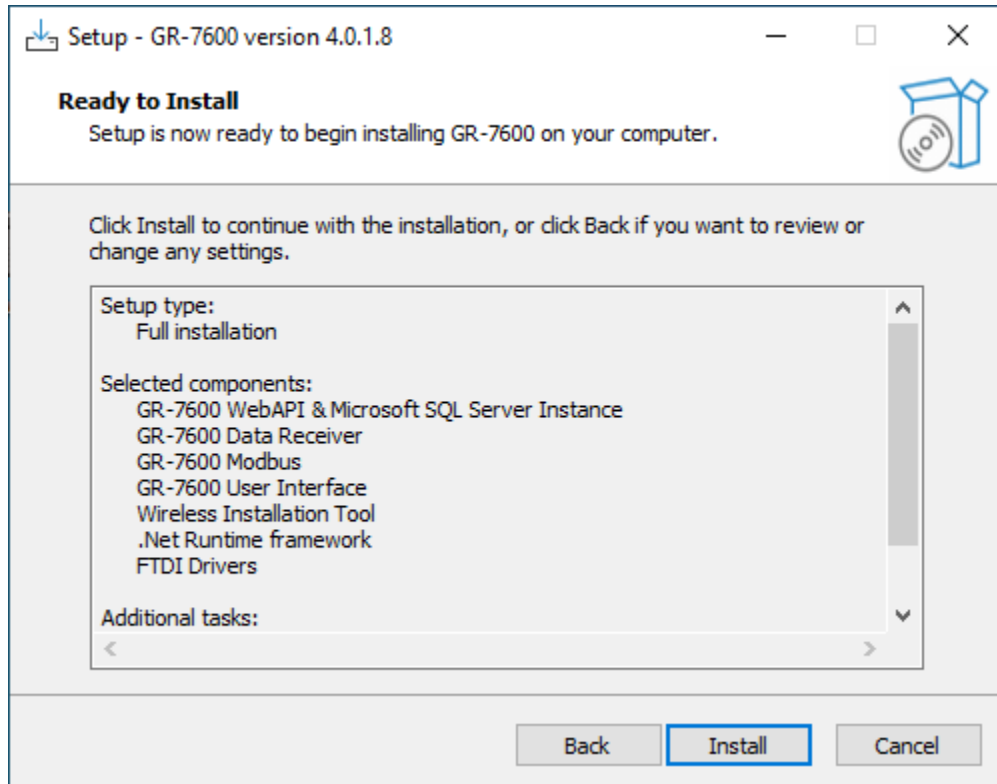 Setup - GR-7600 version 4.0.1.8
Ready to Install
Setup is now ready to begin installing GR-7600 on your computer.
Click Install to continue with the installation, or click Back if you want to review or
change any settings.
Setup type:
Full installation
Selected components:
GR-7600 WebAPI & Microsoft SQL Server Instance
GR-7600 Data Receiver
GR-7600 Modbus
GR-7600 User Interface
Wireless Installation Tool
.Net Runtime framework
FTDI Drivers
Additional tasks:
Back
Install
Cancel